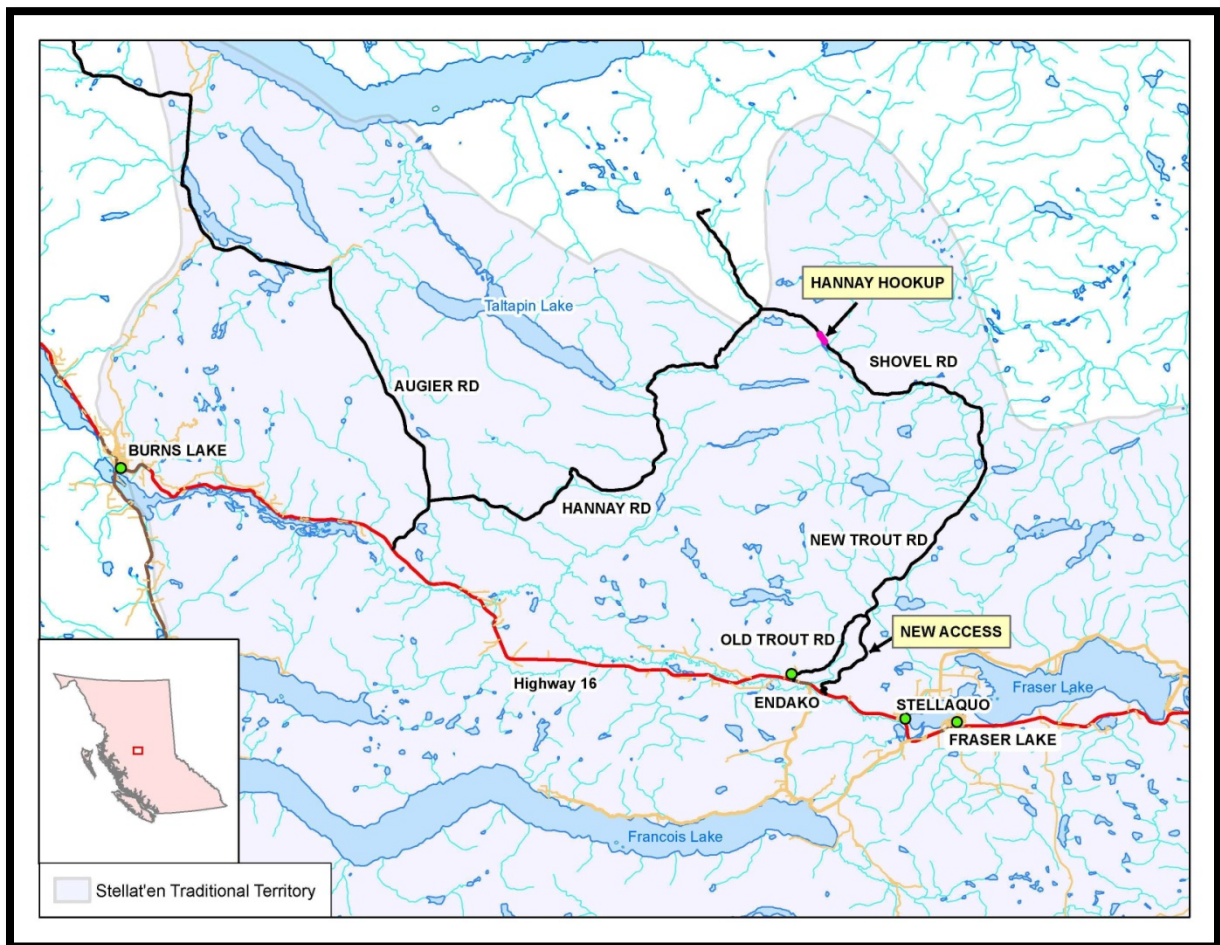 HANNAY HOOKUP
Taltapin Lake
SHOVEL RD
AUGIER RD
BURNS LAKE
HANNAY RD
NEW TROUT RD
NEW ACCESS
OLD TROUT RD
Highway 16
ENDAKO
STELLAQUO
Fraser Lake
FRASER LAKE
Francois Lake
Stellat'en Traditional Territory